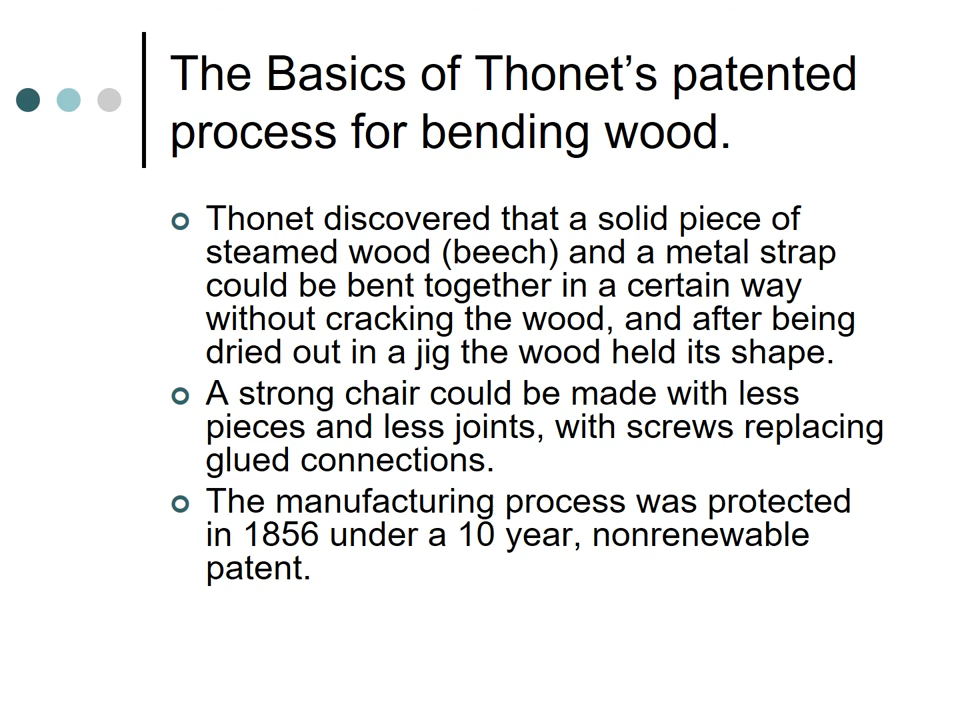 The Basics of Thonet’s patented
process for bending wood.
Thonet discovered that a solid piece of
steamed wood (beech) and a metal strap
could be bent together in a certain way
without cracking the wood, and after being
dried out in a jig the wood held its shape.
A strong chair could be made with less
pieces and less joints, with screws replacing
glued connections.
The manufacturing process was protected
in 1856 under a 10 year, nonrenewable
patent.